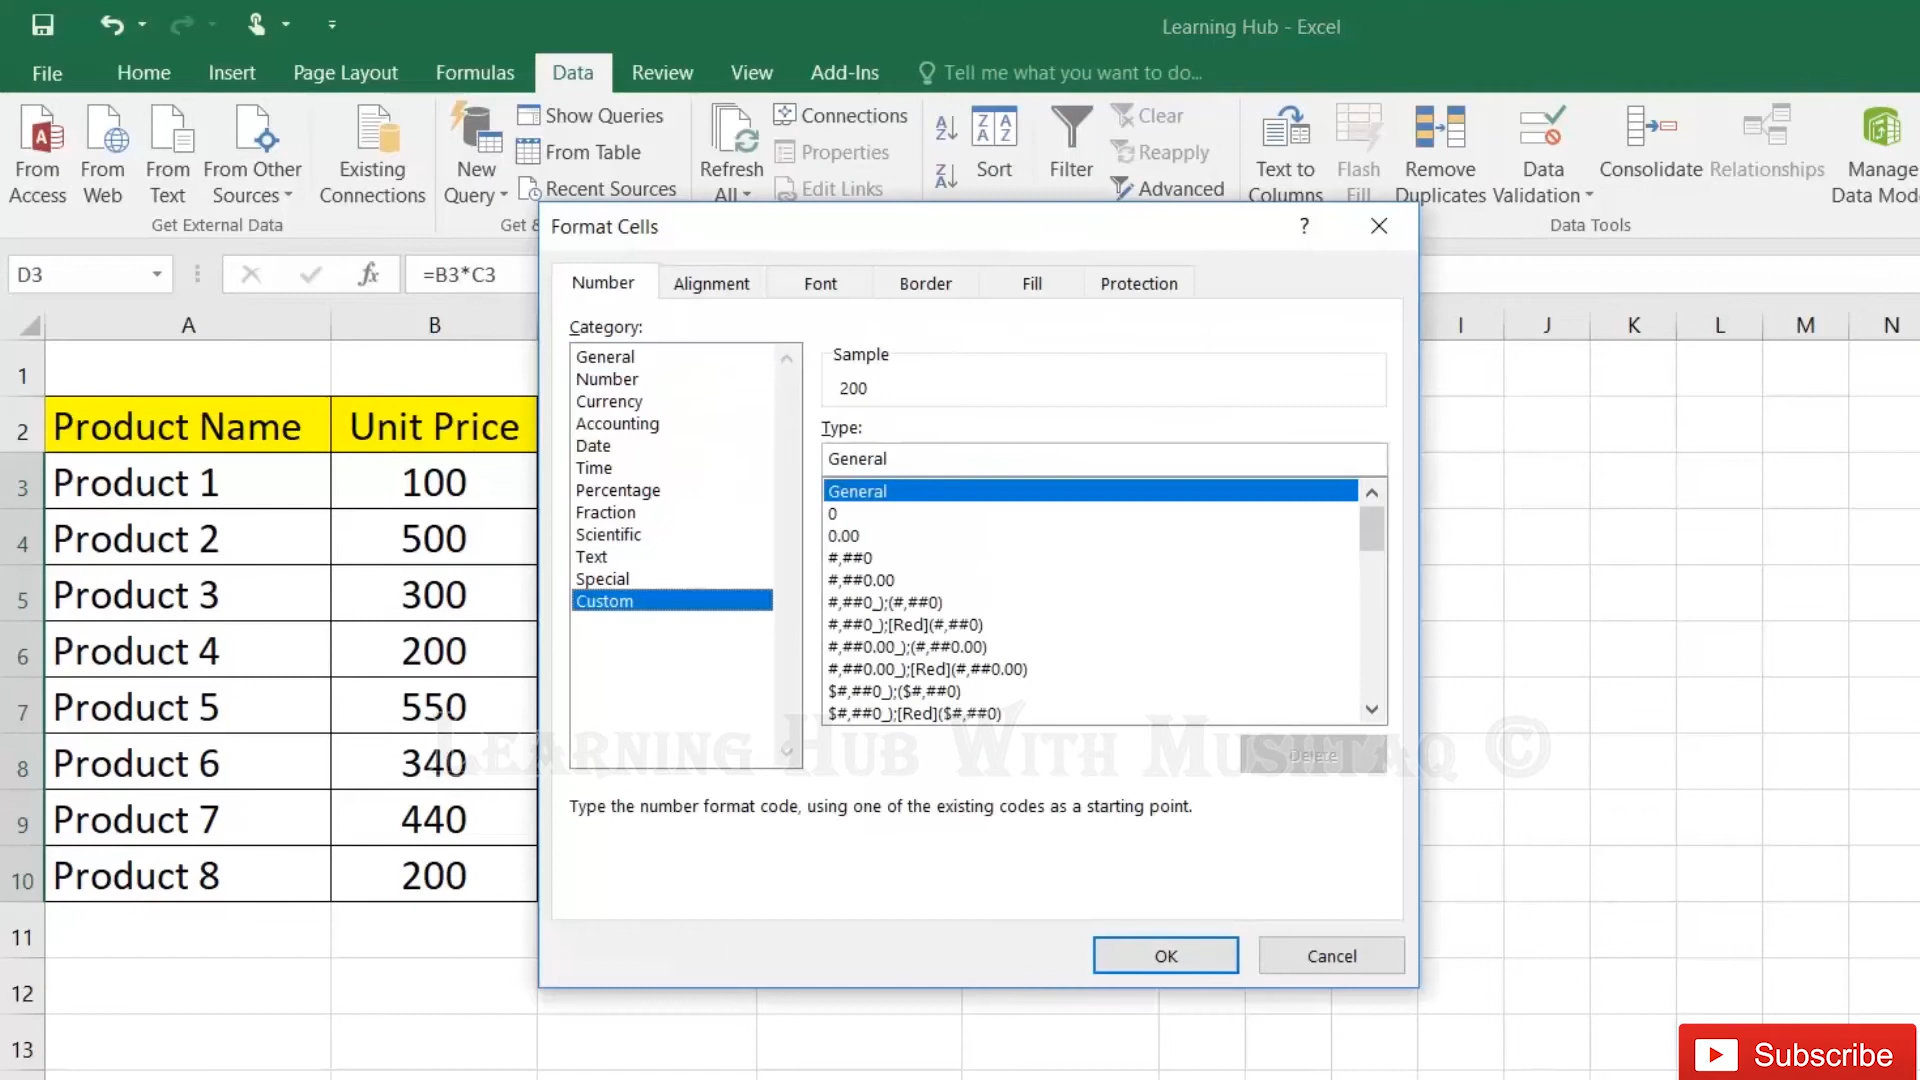 Learning Hub - Excel
File Home Insert Page Layout Formulas Data Review View Add-Ins Tell me what you want to do...
From Access
From Web
From Text
From Other Sources
Existing Connections
New Query
Show Queries
From Table
Recent Sources
Refresh All
Connections
Properties
Edit Links
Sort
Filter
Clear
Reapply
Advanced
Text to Columns
Flash Fill
Remove Duplicates
Data Validation
Consolidate
Relationships
Manage
Data Mod
Get External Data
Get &
Data Tools
D3
fx
=B3*C3
A B I J K L M N
1
2 Product Name Unit Price
3 Product 1 100
4 Product 2 500
5 Product 3 300
6 Product 4 200
7 Product 5 550
8 Product 6 340
9 Product 7 440
10 Product 8 200
11
12
13
Format Cells
?
Number Alignment Font Border Fill Protection
Category:
General
Number
Currency
Accounting
Date
Time
Percentage
Fraction
Scientific
Text
Special
Custom
Sample
200
Type:
General
General
0
0.00
#,##0
#,##0.00
#,##0_);(#,##0)
#,##0_);[Red](#,##0)
#,##0.00_);(#,##0.00)
#,##0.00_);[Red](#,##0.00)
$#,##0_);($#,##0)
$#,##0_);[Red]($#,##0)
Delete
Learning Hub With Mushtaq ©
Type the number format code, using one of the existing codes as a starting point.
OK
Cancel
Subscribe